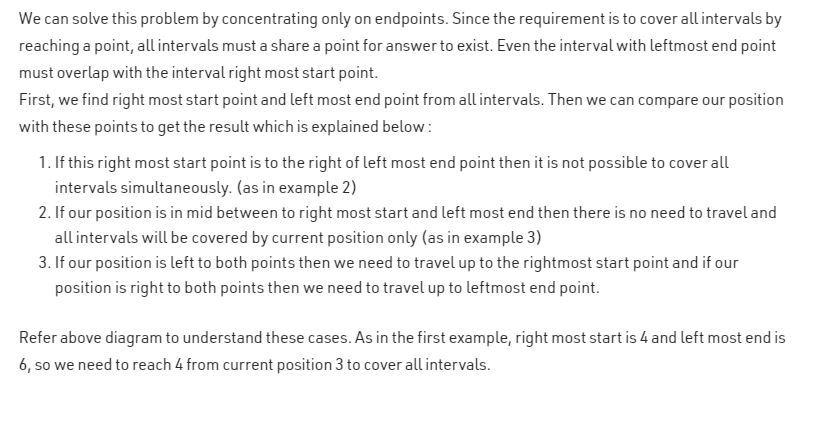 We can solve this problem by concentrating only on endpoints. Since the requirement is to cover all intervals by
reaching a point, all intervals must a share a point for answer to exist. Even the interval with leftmost end point
must overlap with the interval right most start point.
First, we find right most start point and left most end point from all intervals. Then we can compare our position
with these points to get the result which is explained below :
1. If this right most start point is to the right of left most end point then it is not possible to cover all
intervals simultaneously. (as in example 2)
2. If our position is in mid between to right most start and left most end then there is no need to travel and
all intervals will be covered by current position only (as in example 3)
3. If our position is left to both points then we need to travel up to the rightmost start point and if our
position is right to both points then we need to travel up to leftmost end point.
Refer above diagram to understand these cases. As in the first example, right most start is 4 and left most end is
6, so we need to reach 4 from current position 3 to cover all intervals.